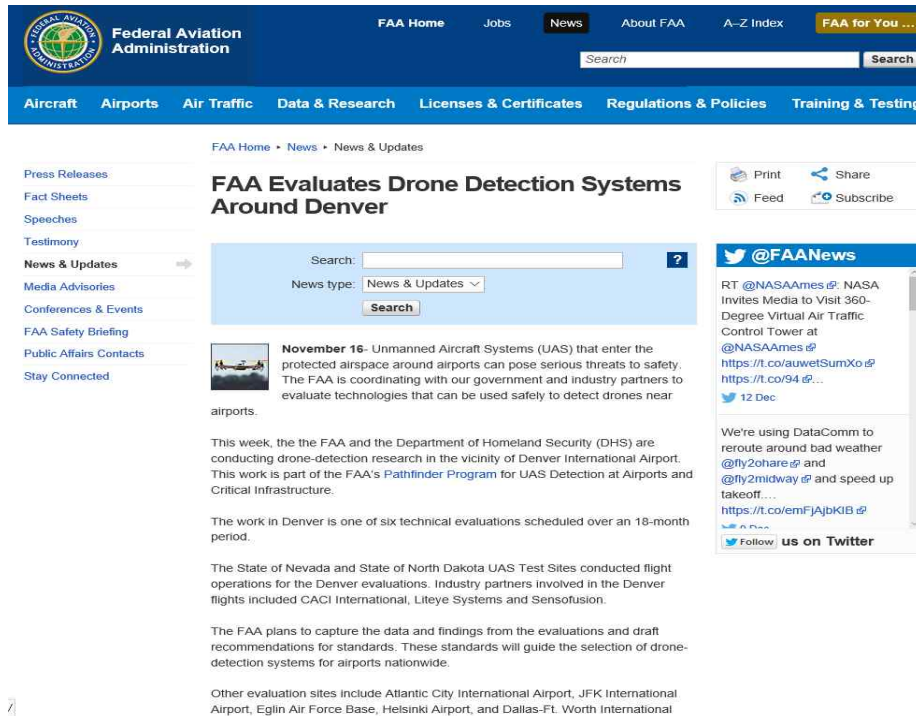 Federal Aviation
Administration
FAA Home Jobs News About FAA A–Z Index FAA for You ...
Search Search
Aircraft Airports Air Traffic Data & Research Licenses & Certificates Regulations & Policies Training & Testing
FAA Home ▸ News ▸ News & Updates
Press Releases
Fact Sheets
Speeches
Testimony
News & Updates
Media Advisories
Conferences & Events
FAA Safety Briefing
Public Affairs Contacts
Stay Connected
FAA Evaluates Drone Detection Systems
Around Denver
Search: ?
News type: News & Updates
Search
November 16- Unmanned Aircraft Systems (UAS) that enter the
protected airspace around airports can pose serious threats to safety.
The FAA is coordinating with our government and industry partners to
evaluate technologies that can be used safely to detect drones near
airports.
This week, the the FAA and the Department of Homeland Security (DHS) are
conducting drone-detection research in the vicinity of Denver International Airport.
This work is part of the FAA's Pathfinder Program for UAS Detection at Airports and
Critical Infrastructure.
The work in Denver is one of six technical evaluations scheduled over an 18-month
period.
The State of Nevada and State of North Dakota UAS Test Sites conducted flight
operations for the Denver evaluations. Industry partners involved in the Denver
flights included CACI International, Liteye Systems and Sensofusion.
The FAA plans to capture the data and findings from the evaluations and draft
recommendations for standards. These standards will guide the selection of drone-
detection systems for airports nationwide.
Other evaluation sites include Atlantic City International Airport, JFK International
Airport, Eglin Air Force Base, Helsinki Airport, and Dallas-Ft. Worth International
Print Share
Feed Subscribe
@FAANews
RT @NASAAmes: NASA
Invites Media to Visit 360-
Degree Virtual Air Traffic
Control Tower at
@NASAAmes
https://t.co/auwetSumXo
https://t.co/94 …
12 Dec
We're using DataComm to
reroute around bad weather
@fly2ohare and
@fly2midway and speed up
takeoff....
https://t.co/emFjAjbKIB
Follow us on Twitter